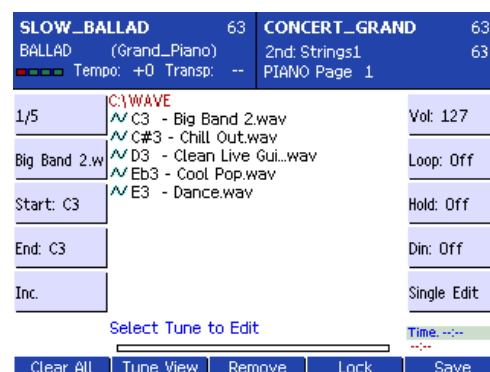 SLOW_BALLAD 63 CONCERT_GRAND 63
BALLAD (Grand_Piano) 2nd: Strings1 63
Tempo: +0 Transp: -- PIANO Page 1
C:\WAVE
1/5 C3 - Big Band 2.wav Vol: 127
C#3 - Chill Out.wav
Big Band 2.w D3 - Clean Live Gui...wav Loop: Off
Eb3 - Cool Pop.wav
Start: C3 E3 - Dance.wav Hold: Off
End: C3 Din: Off
Inc. Single Edit
Select Tune to Edit Time. --:--
--:--
Clear All Tune View Remove Lock Save